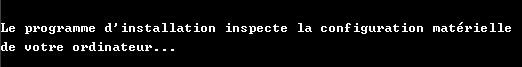 Le programme d'installation inspecte la configuration matérielle
de votre ordinateur...